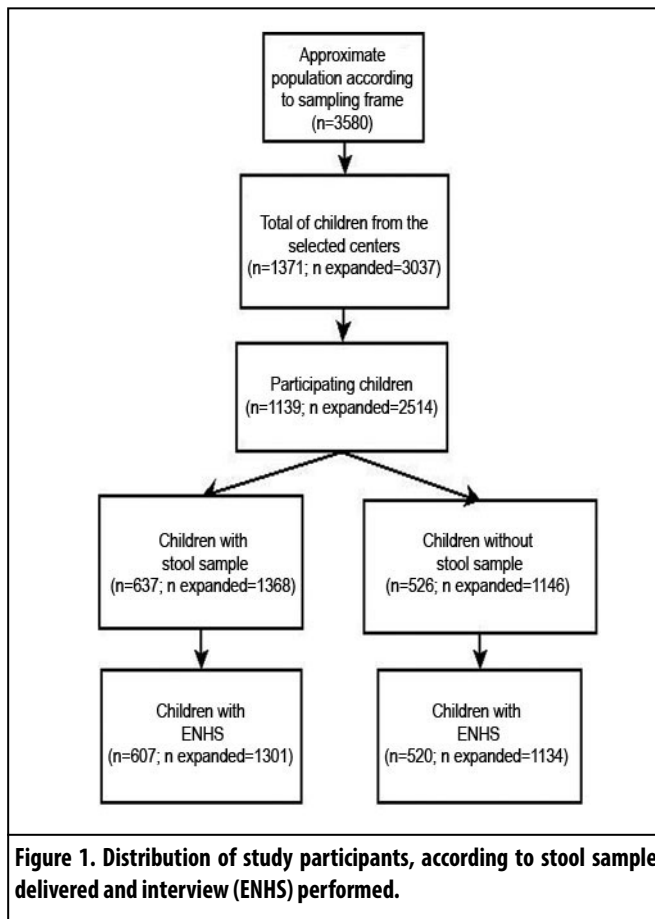 Approximate
population according
to sampling frame
(n=3580)
Total of children from the
selected centers
(n=1371; n expanded=3037)
Participating children
(n=1139; n expanded=2514)
Children with
stool sample
(n=637; n expanded=1368)
Children without
stool sample
(n=526; n expanded=1146)
Children with
ENHS
(n=607; n expanded=1301)
Children with
ENHS
(n=520; n expanded=1134)
Figure 1. Distribution of study participants, according to stool sample
delivered and interview (ENHS) performed.